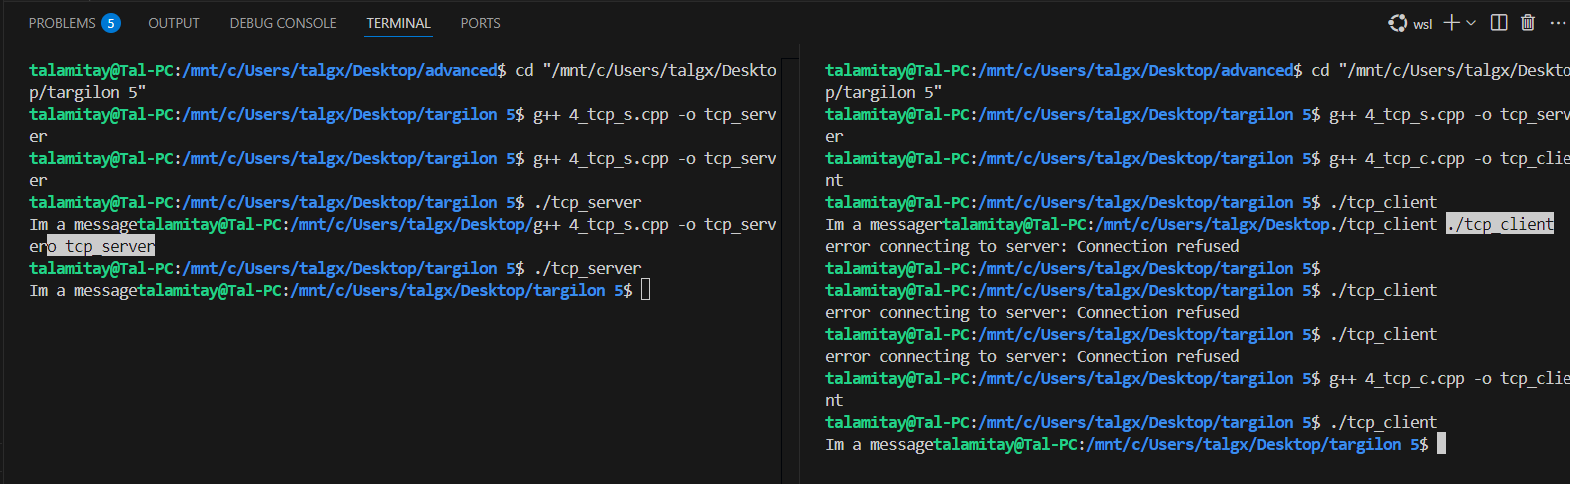 PROBLEMS 5 OUTPUT DEBUG CONSOLE TERMINAL PORTS wsl
talamitay@Tal-PC:/mnt/c/Users/talgx/Desktop/advanced$ cd "/mnt/c/Users/talgx/Deskto
p/targilon 5"
talamitay@Tal-PC:/mnt/c/Users/talgx/Desktop/targilon 5$ g++ 4_tcp_s.cpp -o tcp_serv
er
talamitay@Tal-PC:/mnt/c/Users/talgx/Desktop/targilon 5$ g++ 4_tcp_s.cpp -o tcp_serv
er
talamitay@Tal-PC:/mnt/c/Users/talgx/Desktop/targilon 5$ ./tcp_server
Im a messagetalamitay@Tal-PC:/mnt/c/Users/talgx/Desktop/g++ 4_tcp_s.cpp -o tcp_serv
ero tcp_server
talamitay@Tal-PC:/mnt/c/Users/talgx/Desktop/targilon 5$ ./tcp_server
Im a messagetalamitay@Tal-PC:/mnt/c/Users/talgx/Desktop/targilon 5$
talamitay@Tal-PC:/mnt/c/Users/talgx/Desktop/advanced$ cd "/mnt/c/Users/talgx/Deskto
p/targilon 5"
talamitay@Tal-PC:/mnt/c/Users/talgx/Desktop/targilon 5$ g++ 4_tcp_s.cpp -o tcp_serv
er
talamitay@Tal-PC:/mnt/c/Users/talgx/Desktop/targilon 5$ g++ 4_tcp_c.cpp -o tcp_clie
nt
talamitay@Tal-PC:/mnt/c/Users/talgx/Desktop/targilon 5$ ./tcp_client
Im a messagertalamitay@Tal-PC:/mnt/c/Users/talgx/Desktop./tcp_client ./tcp_client
error connecting to server: Connection refused
talamitay@Tal-PC:/mnt/c/Users/talgx/Desktop/targilon 5$
talamitay@Tal-PC:/mnt/c/Users/talgx/Desktop/targilon 5$ ./tcp_client
error connecting to server: Connection refused
talamitay@Tal-PC:/mnt/c/Users/talgx/Desktop/targilon 5$ ./tcp_client
error connecting to server: Connection refused
talamitay@Tal-PC:/mnt/c/Users/talgx/Desktop/targilon 5$ g++ 4_tcp_c.cpp -o tcp_clie
nt
talamitay@Tal-PC:/mnt/c/Users/talgx/Desktop/targilon 5$ ./tcp_client
Im a messagetalamitay@Tal-PC:/mnt/c/Users/talgx/Desktop/targilon 5$